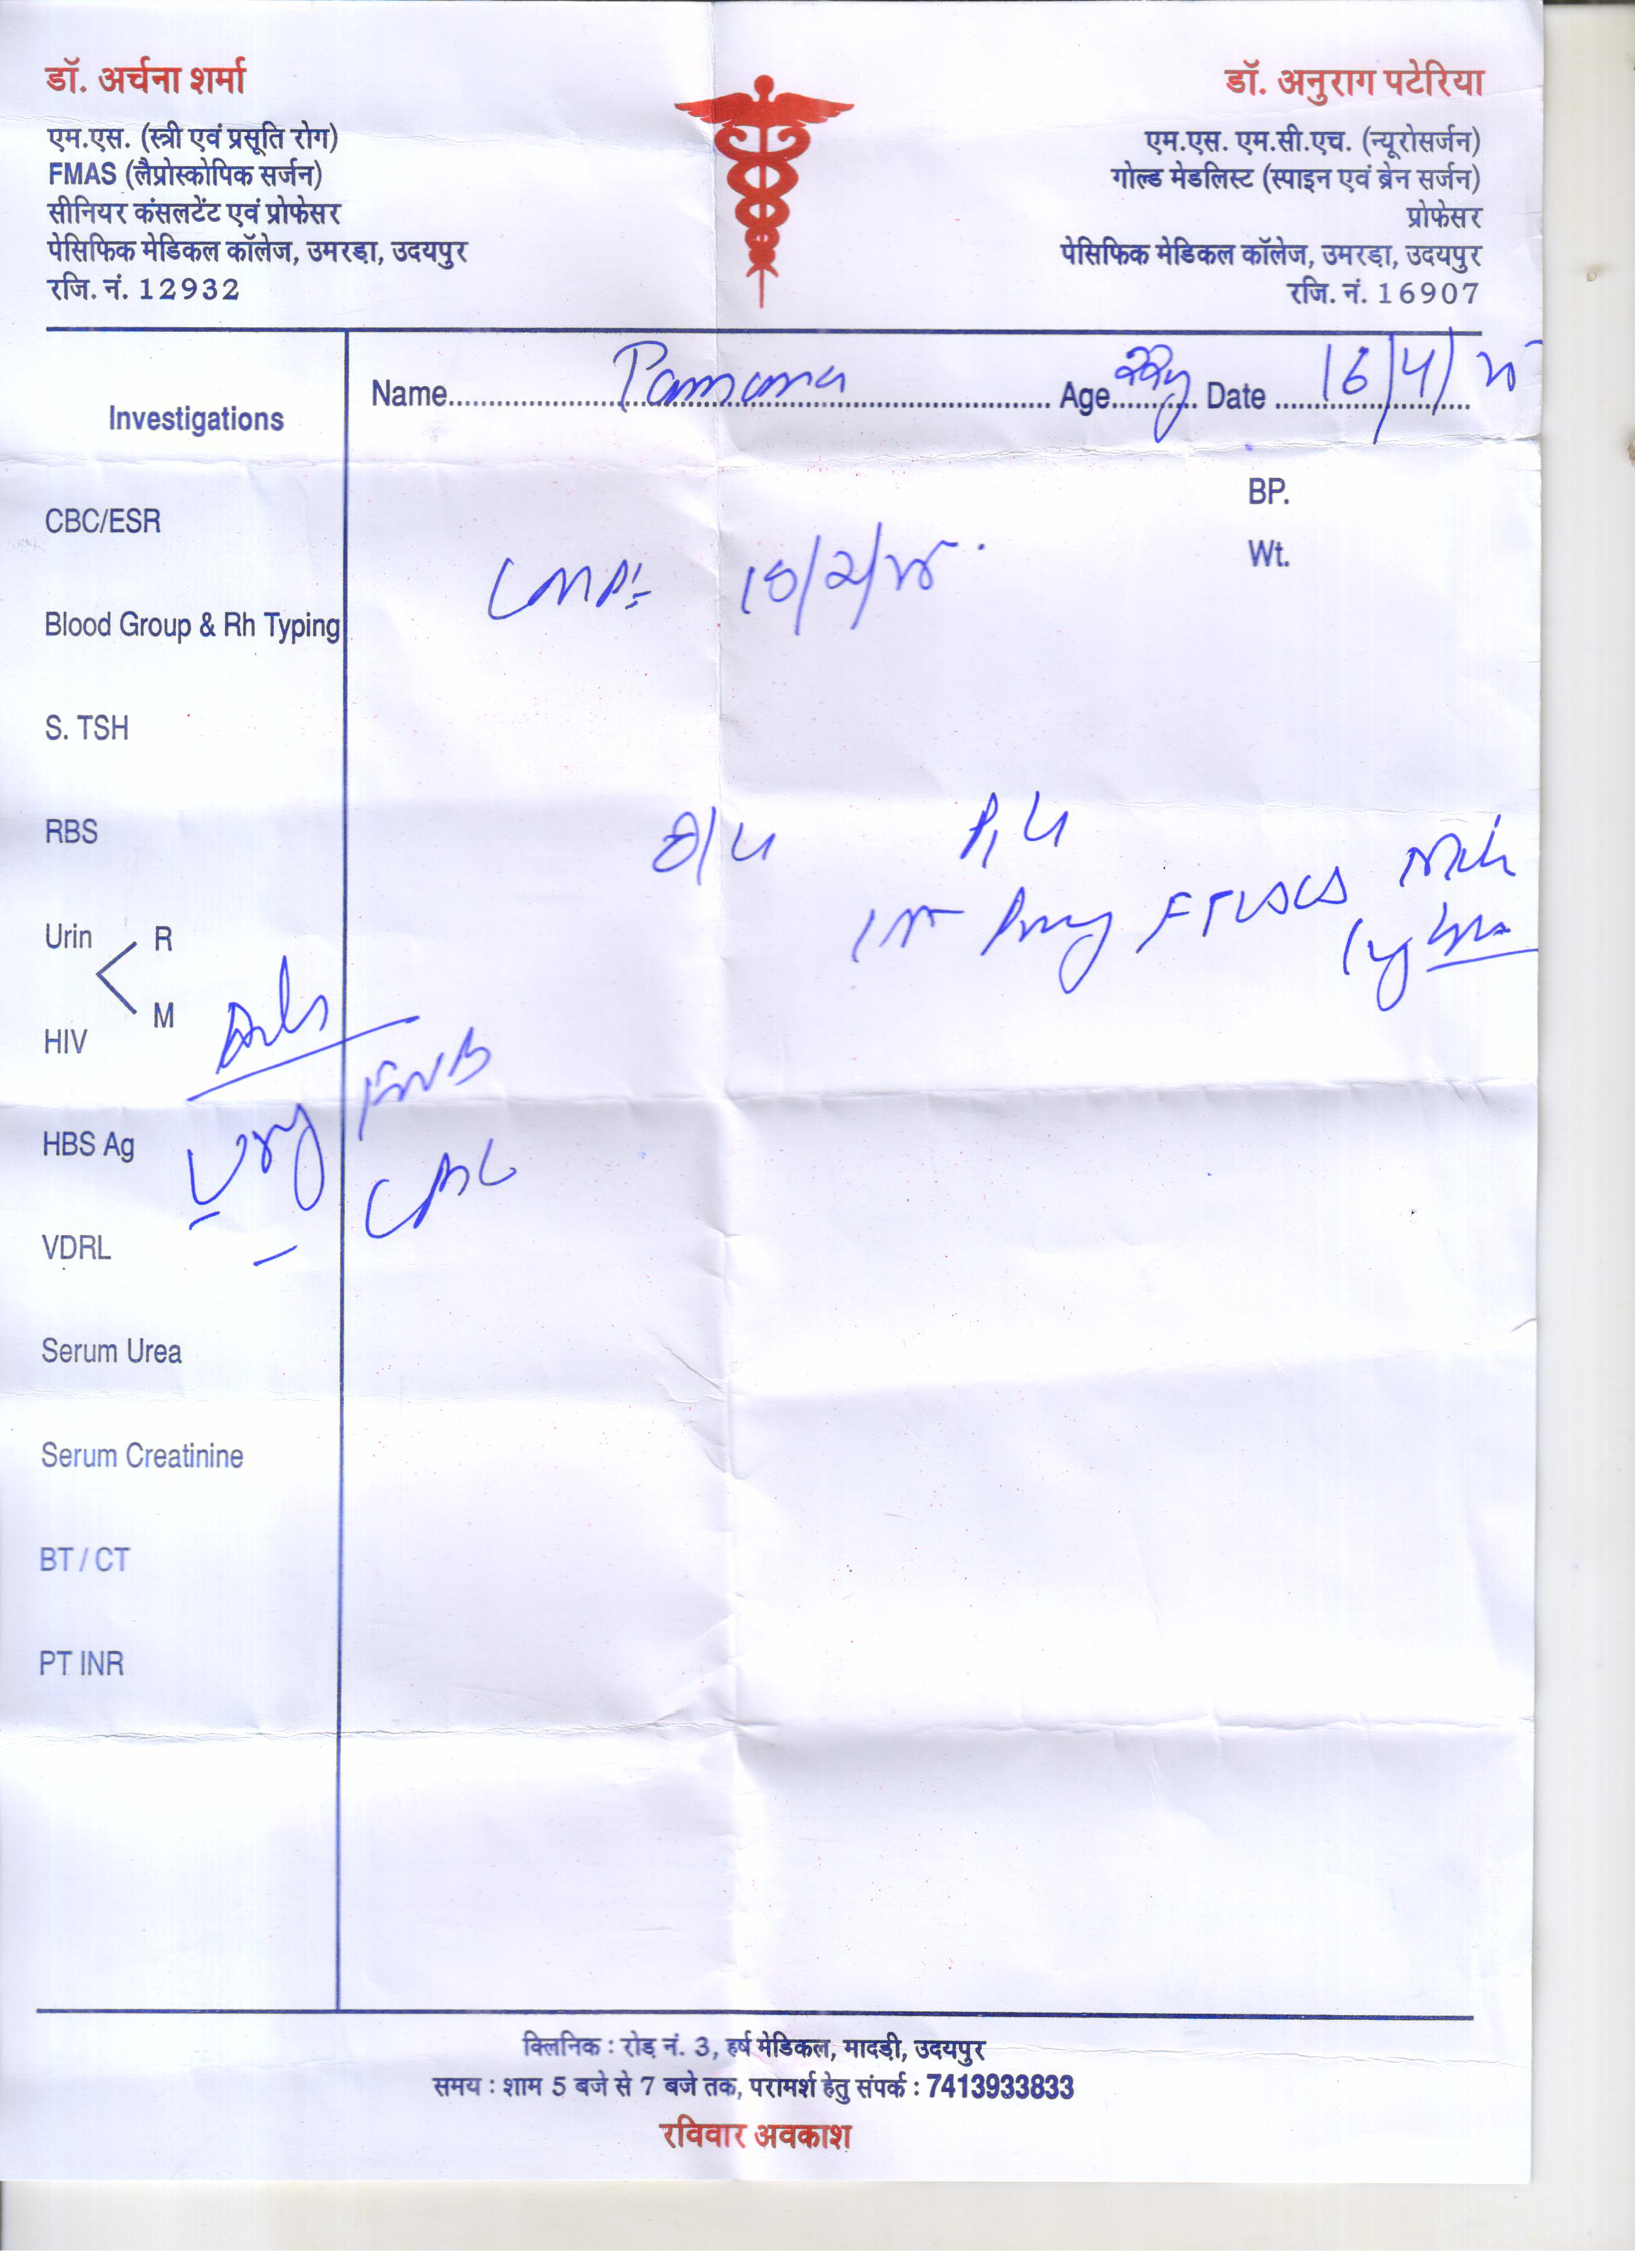 डॉ. अर्चना शर्मा
एम.एस. (स्त्री एवं प्रसूति रोग)
FMAS (लैप्रोस्कोपिक सर्जन)
सीनियर कंसलटेंट एवं प्रोफेसर
पेसिफिक मेडिकल कॉलेज, उमरड़ा, उदयपुर
रजि. नं. 12932
डॉ. अनुराग पटेरिया
एम.एस. एम.सी.एच. (न्यूरोसर्जन)
गोल्ड मेडलिस्ट (स्पाइन एवं ब्रेन सर्जन)
प्रोफेसर
पेसिफिक मेडिकल कॉलेज, उमरड़ा, उदयपुर
रजि. नं. 16907
Name Age Date 16/4/
Investigations
BP.
Wt.
CBC/ESR
LMP:-
Blood Group & Rh Typing
S. TSH
RBS
Urin R
M
HIV
HBS Ag
CBC
VDRL
Serum Urea
Serum Creatinine
BT / CT
PT INR
क्लिनिक : रोड़ नं. 3, हर्ष मेडिकल, मादड़ी, उदयपुर
समय : शाम 5 बजे से 7 बजे तक, परामर्श हेतु संपर्क : 7413933833
रविवार अवकाश